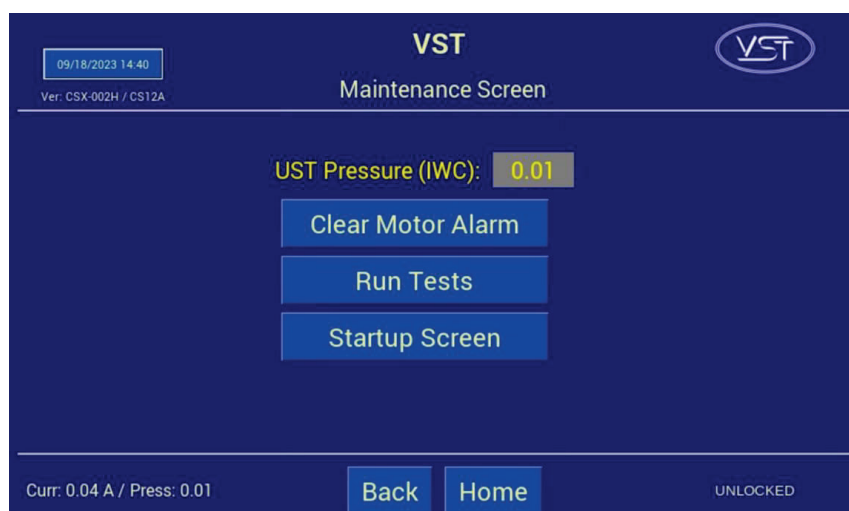 VST
VST
09/18/2023 14:40
Ver: CSX-002H / CS12A
Maintenance Screen
UST Pressure (IWC): 0.01
Clear Motor Alarm
Run Tests
Startup Screen
Curr: 0.04 A / Press: 0.01
Back
Home
UNLOCKED